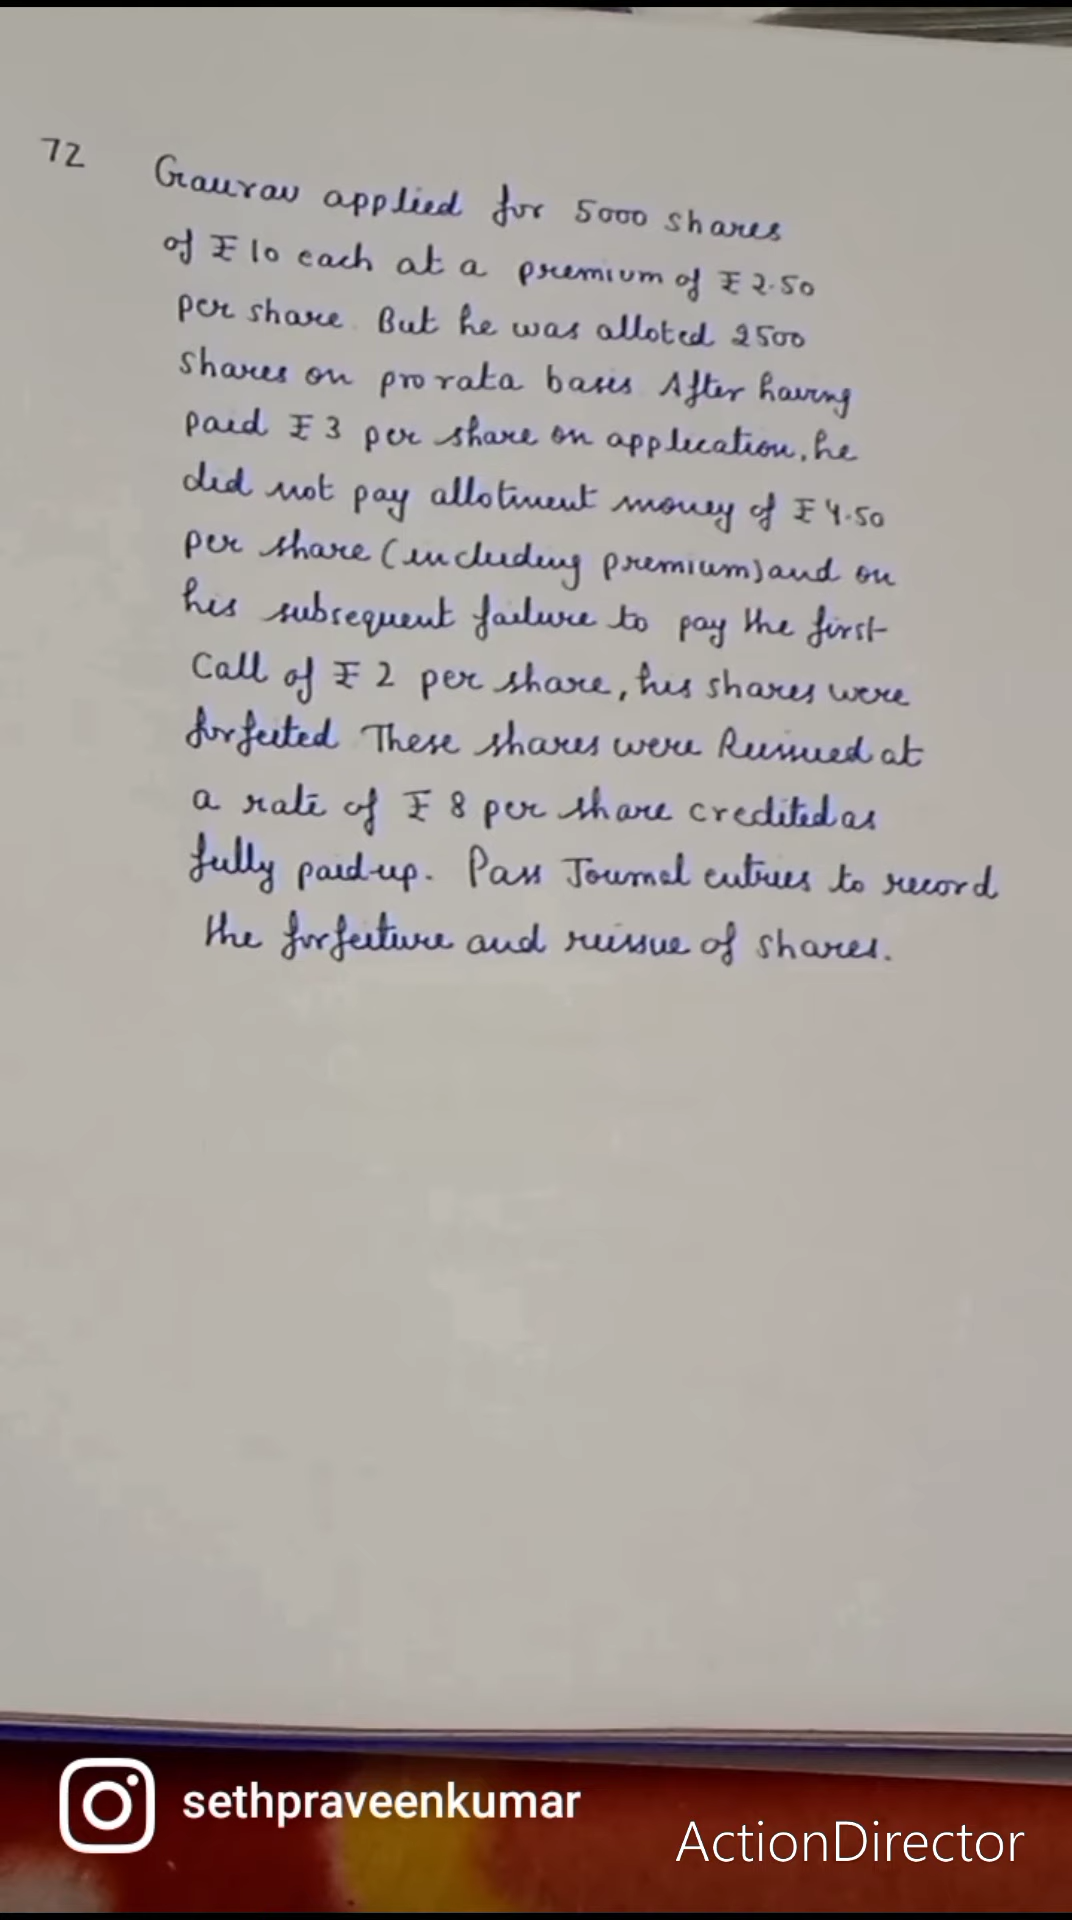 72
Gaurav applied for 5000 shares
of ₹10 each at a premium of ₹2.50
per share. But he was alloted 2500
shares on pro rata basis After having
paid ₹3 per share on application, he
did not pay allotment money of ₹4.50
per share (including premium) and on
his subsequent failure to pay the first
Call of ₹2 per share, his shares were
forfeited These shares were Reissued at
a rate of ₹8 per share credited as
fully paid-up. Pass Journal entries to record
the forfeiture and reissue of shares.
sethpraveenkumar
ActionDirector